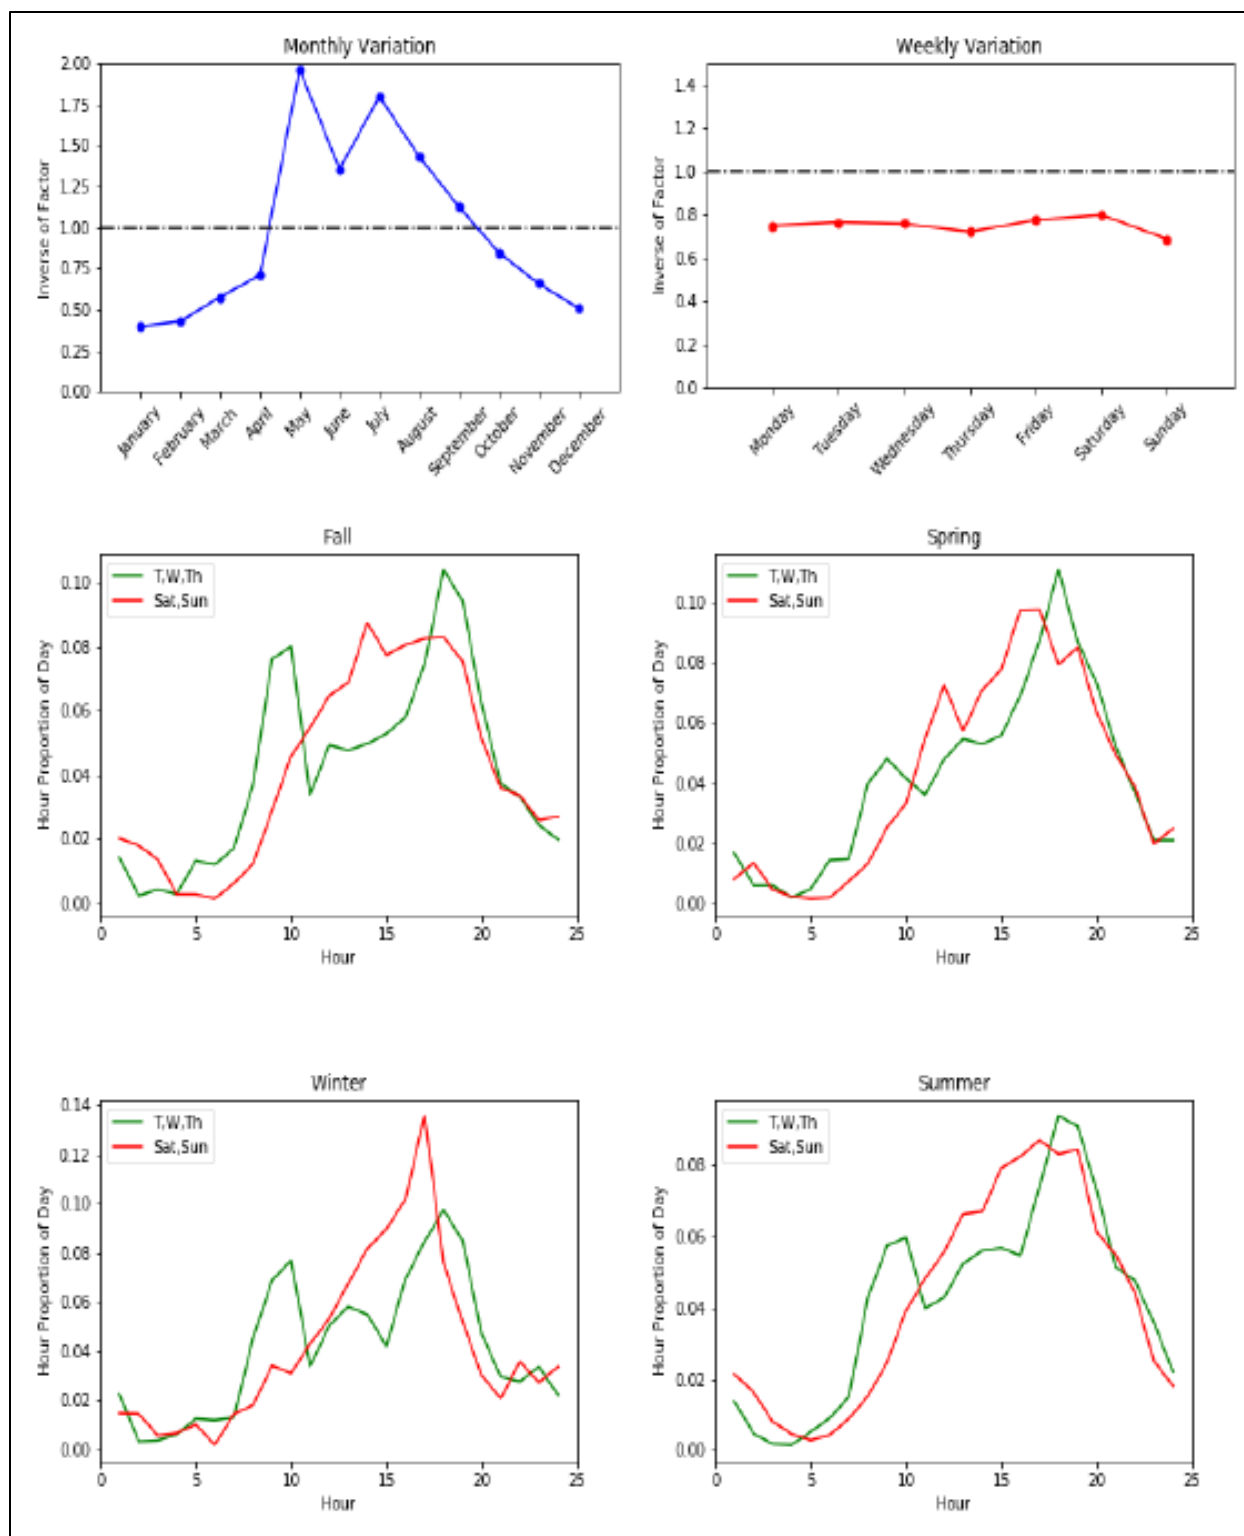 Monthly Variation
Inverse of Factor
2.00
1.75
1.50
1.25
1.00
0.75
0.50
0.25
0.00
January
February
March
April
May
June
July
August
September
October
November
December
Weekly Variation
Inverse of Factor
1.4
1.2
1.0
0.8
0.6
0.4
0.2
0.0
Monday
Tuesday
Wednesday
Thursday
Friday
Saturday
Sunday
Fall
T,W,Th
Sat,Sun
Hour Proportion of Day
0.10
0.08
0.06
0.04
0.02
0.00
0 5 10 15 20 25
Hour
Spring
T,W,Th
Sat,Sun
Hour Proportion of Day
0.10
0.08
0.06
0.04
0.02
0.00
0 5 10 15 20 25
Hour
Winter
T,W,Th
Sat,Sun
Hour Proportion of Day
0.14
0.12
0.10
0.08
0.06
0.04
0.02
0.00
0 5 10 15 20 25
Hour
Summer
T,W,Th
Sat,Sun
Hour Proportion of Day
0.08
0.06
0.04
0.02
0.00
0 5 10 15 20 25
Hour